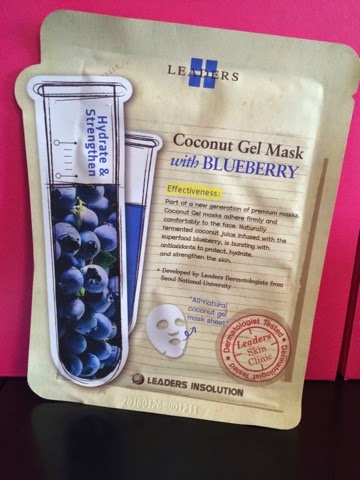 LEADERS
Hydrate &
Strengthen
Coconut Gel Mask
with BLUEBERRY
Effectiveness:
Part of a new generation of premium masks,
Coconut Gel masks adhere firmly and
comfortably to the face. Naturally
fermented coconut juice infused with the
superfood blueberry, is bursting with
antioxidants to protect, hydrate,
and strengthen the skin.
+ Developed by Leaders Dermatologists from
Seoul National University
"All-natural
coconut gel
mask sheet"
Dermatologist Tested
Leaders
Skin
Clinic
Dermatologist Tested
LEADERS INSOLUTION